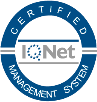 CERTIFIED
IQNet
MANAGEMENT SYSTEM